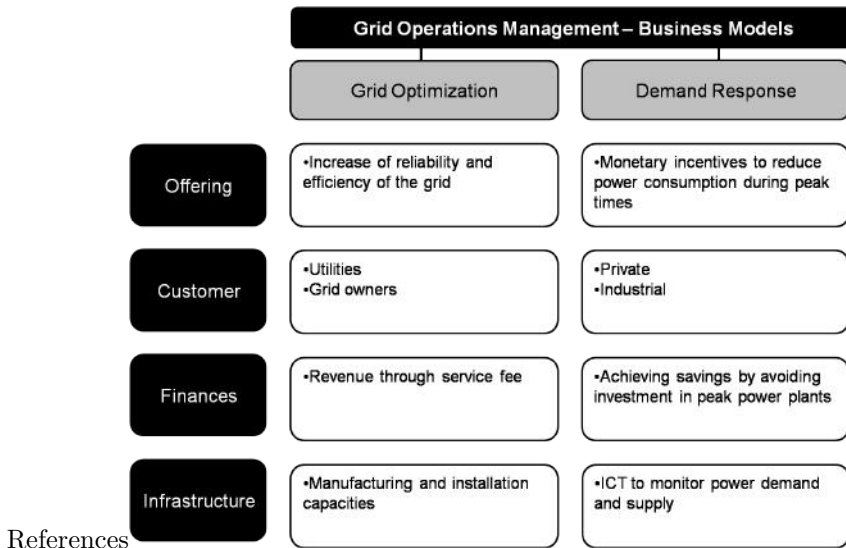 Grid Operations Management – Business Models
Grid Optimization
Demand Response
Offering
•Increase of reliability and
efficiency of the grid
•Monetary incentives to reduce
power consumption during peak
times
Customer
•Utilities
•Grid owners
•Private
•Industrial
Finances
•Revenue through service fee
•Achieving savings by avoiding
investment in peak power plants
Infrastructure
•Manufacturing and installation
capacities
•ICT to monitor power demand
and supply
References